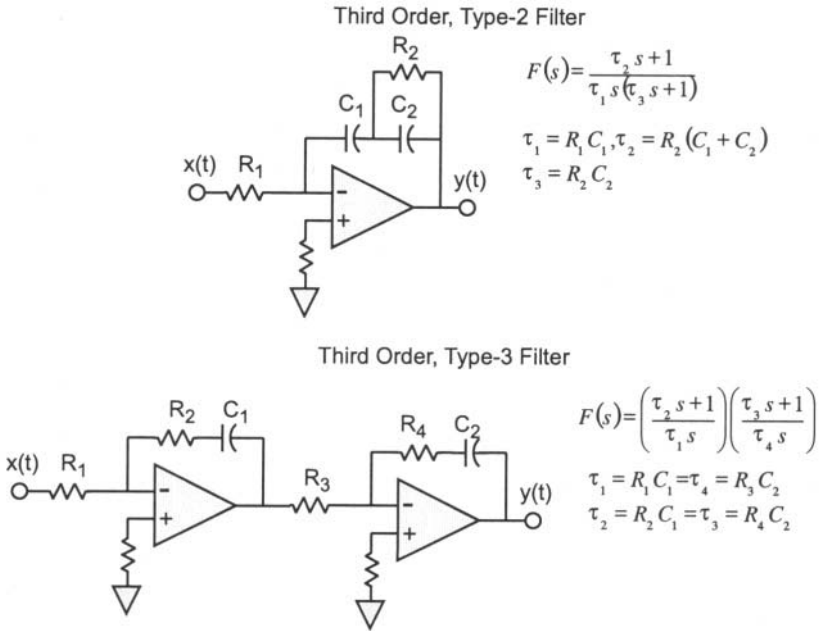 Third Order, Type-2 Filter
R₂
C₁ C₂
x(t) R₁
-
+
y(t)
F(s)=(τ₂ s+1)/(τ₁ s(τ₃ s+1))
τ₁ = R₁ C₁,τ₂ = R₂ (C₁ + C₂)
τ₃ = R₂ C₂
Third Order, Type-3 Filter
R₂ C₁
x(t) R₁
-
+
R₃
R₄ C₂
-
+
y(t)
F(s)=((τ₂ s+1)/(τ₁ s))((τ₃ s+1)/(τ₄ s))
τ₁ = R₁ C₁=τ₄ = R₃ C₂
τ₂ = R₂ C₁=τ₃ = R₄ C₂